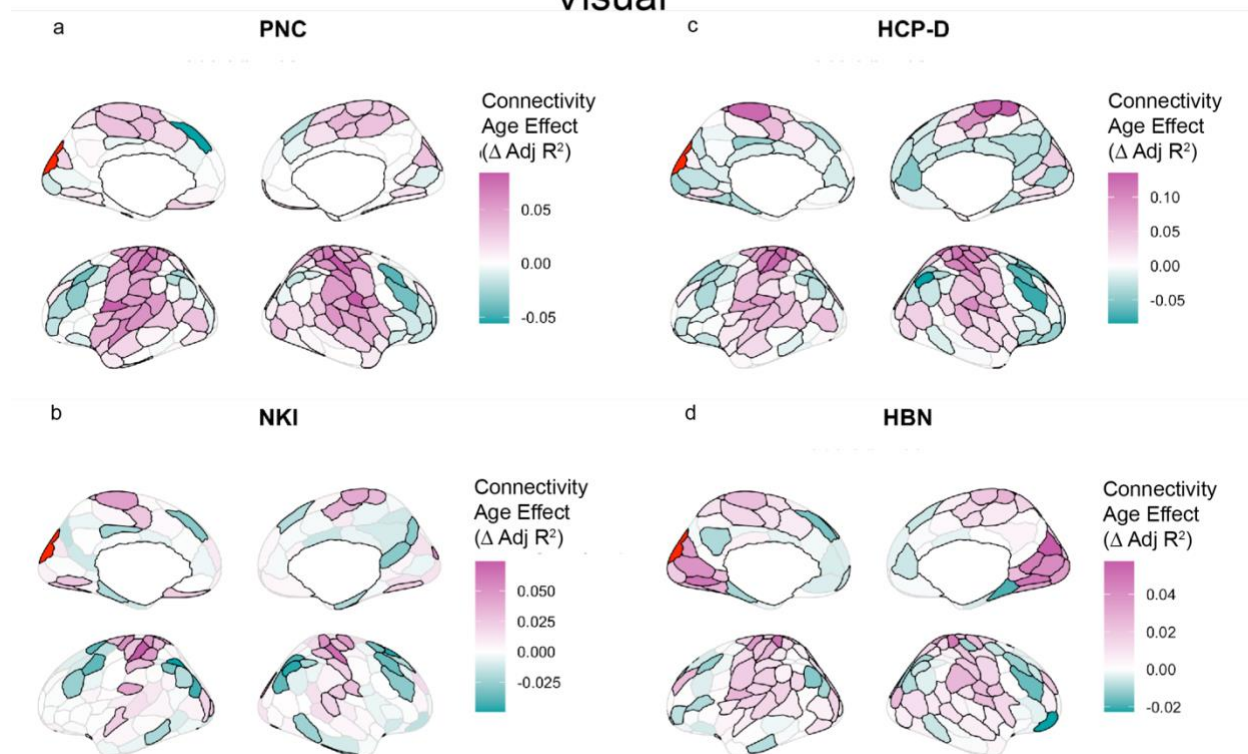 Visual
a
PNC
Connectivity
Age Effect
(Δ Adj R²)
0.05
0.00
-0.05
c
HCP-D
Connectivity
Age Effect
(Δ Adj R²)
0.10
0.05
0.00
-0.05
b
NKI
Connectivity
Age Effect
(Δ Adj R²)
0.050
0.025
0.000
-0.025
d
HBN
Connectivity
Age Effect
(Δ Adj R²)
0.04
0.02
0.00
-0.02